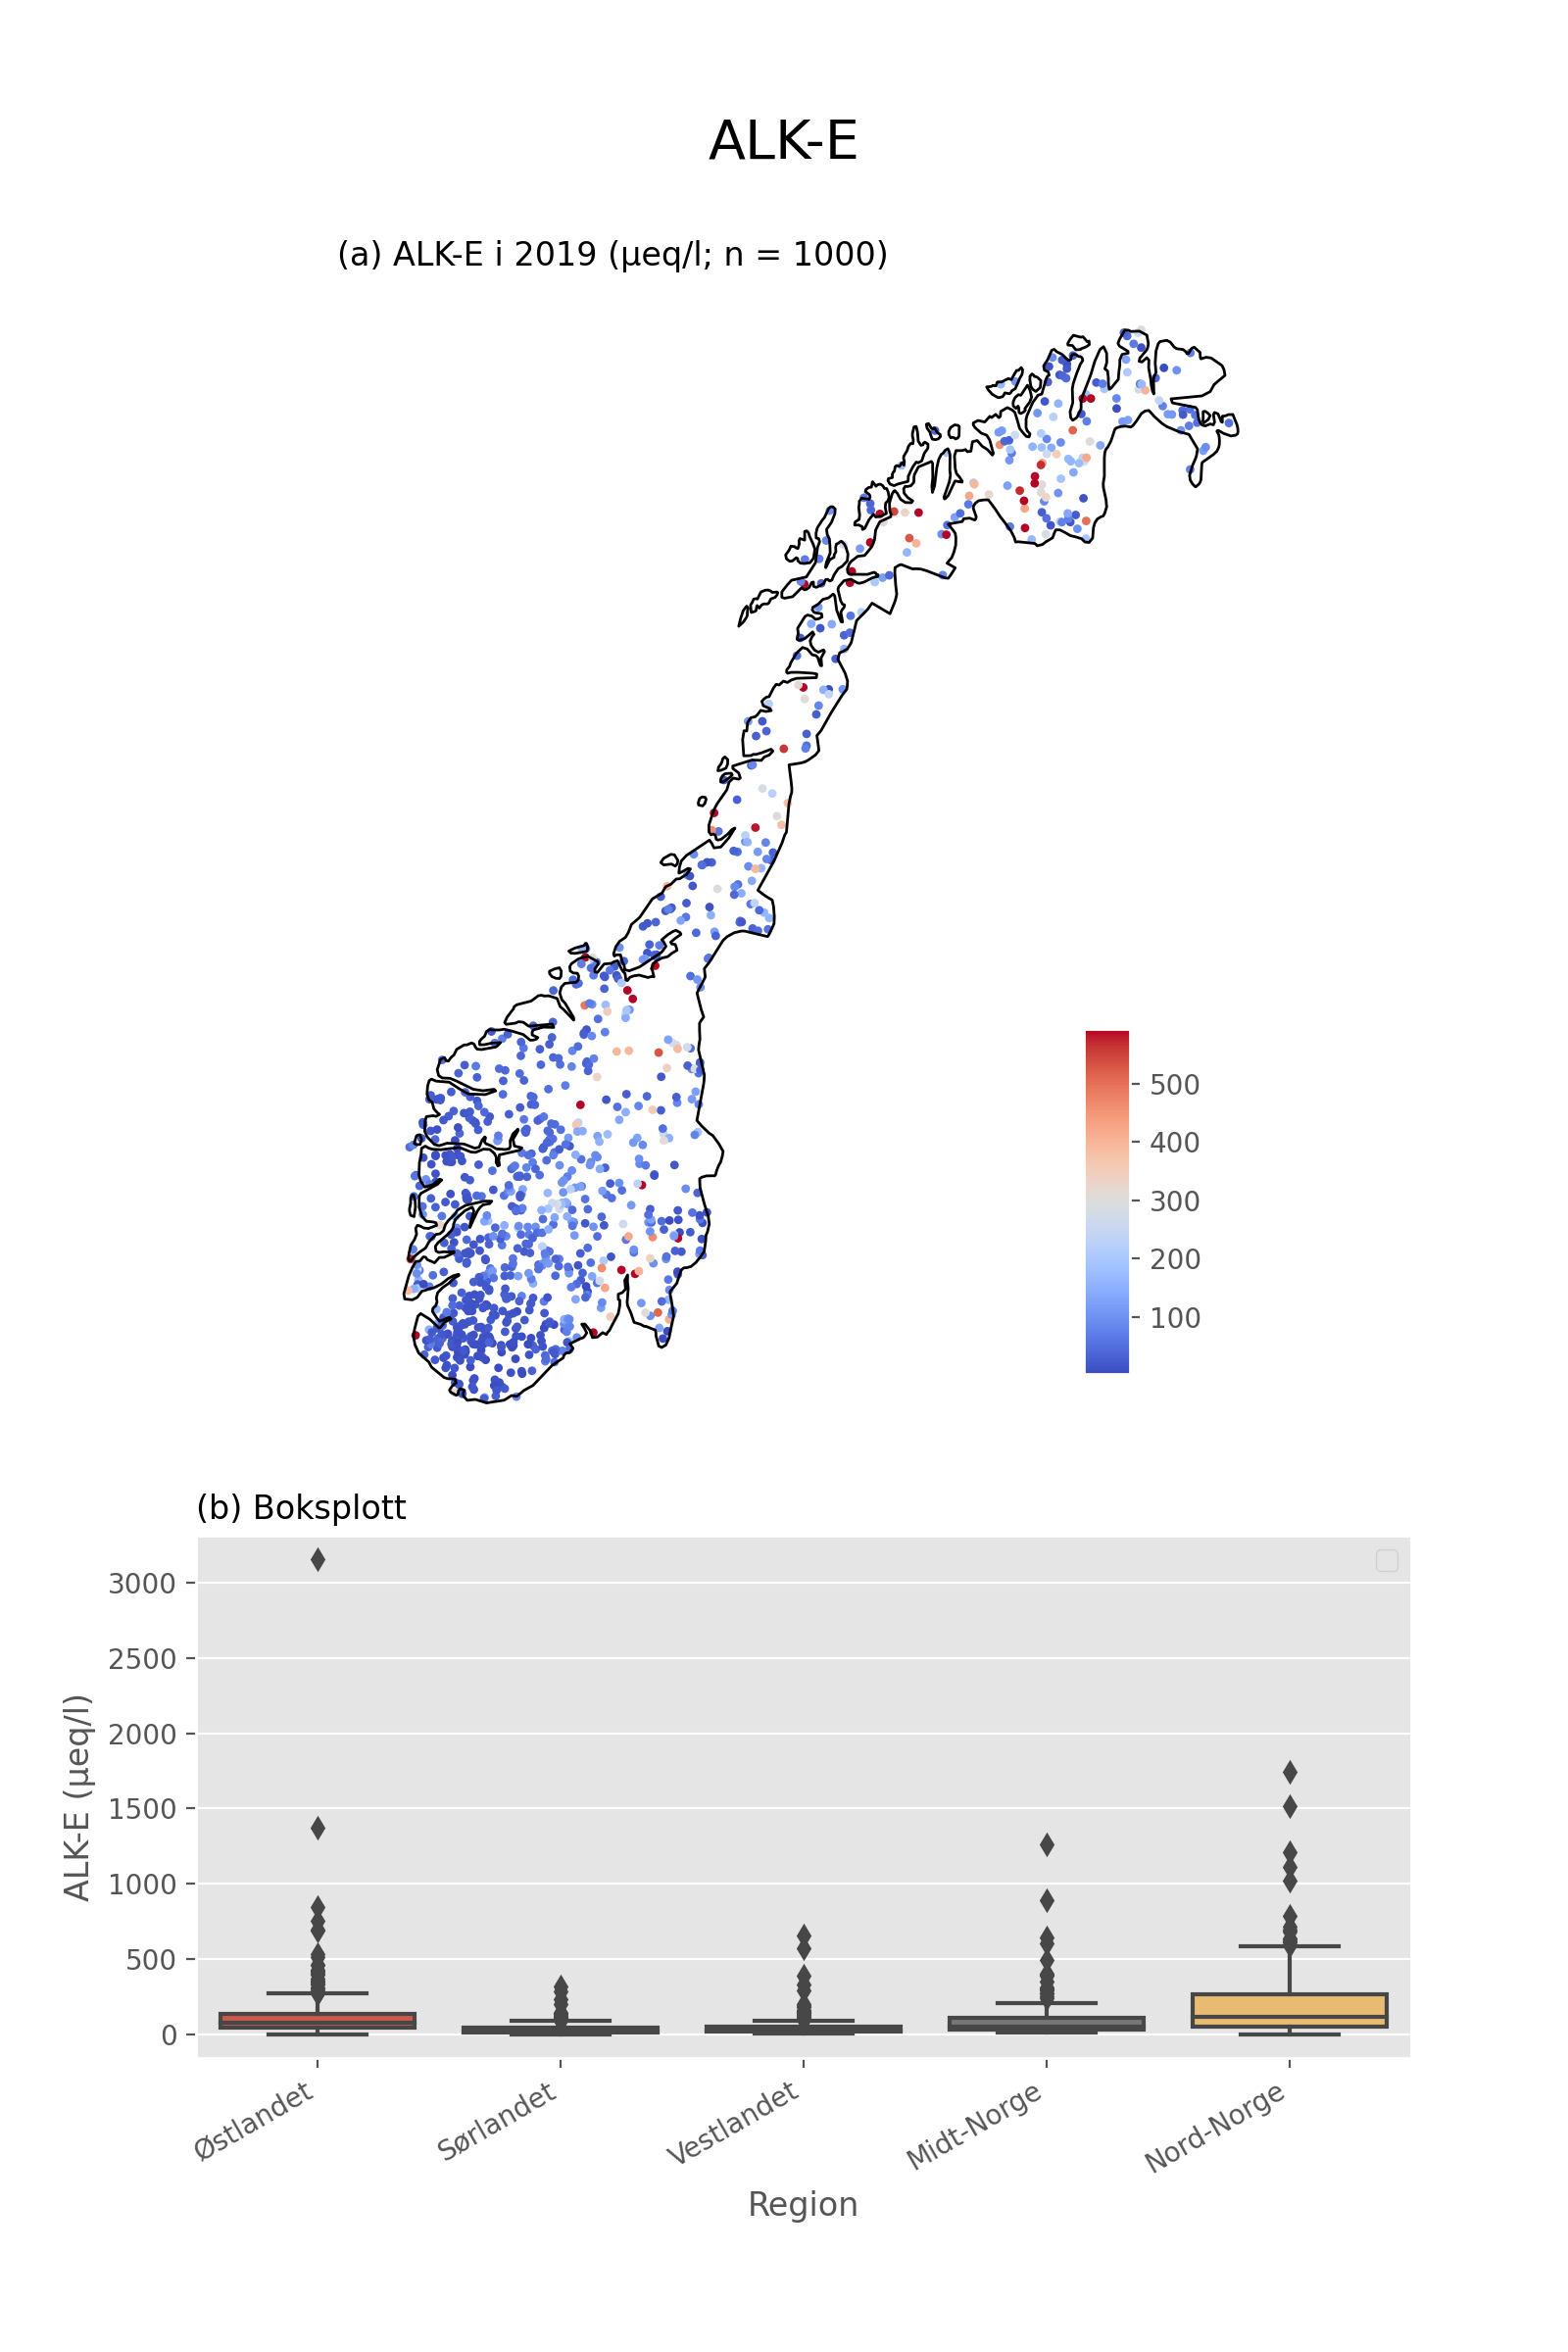 ALK-E
(a) ALK-E i 2019 (µeq/l; n = 1000)
500
400
300
200
100
(b) Boksplott
3000
2500
2000
1500
1000
500
0
ALK-E (µeq/l)
Østlandet
Sørlandet
Vestlandet
Midt-Norge
Nord-Norge
Region